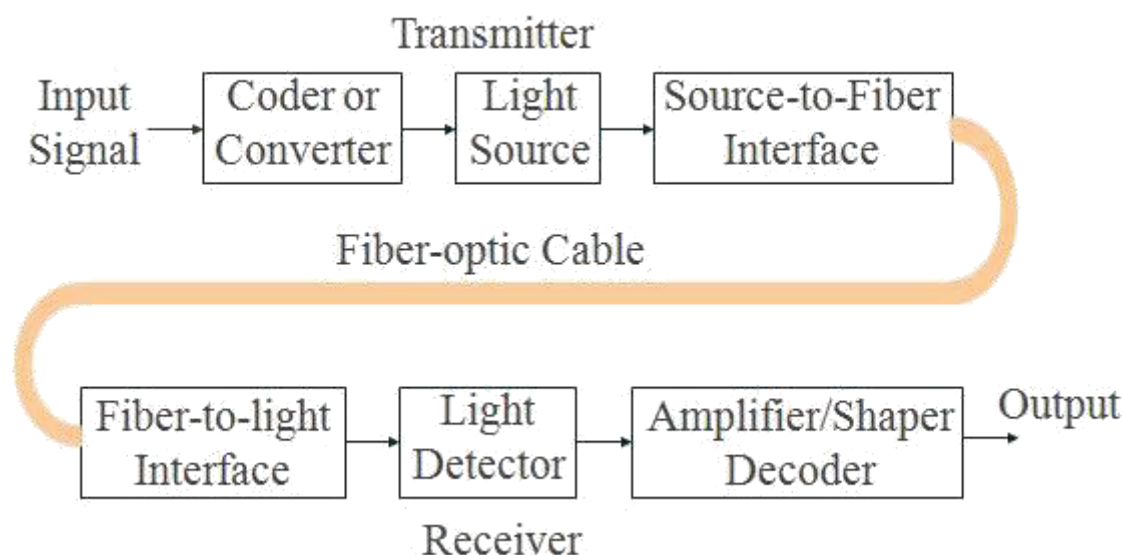 Transmitter
Input
Signal
Coder or
Converter
Light
Source
Source-to-Fiber
Interface
Fiber-optic Cable
Fiber-to-light
Interface
Light
Detector
Amplifier/Shaper
Decoder
Output
Receiver